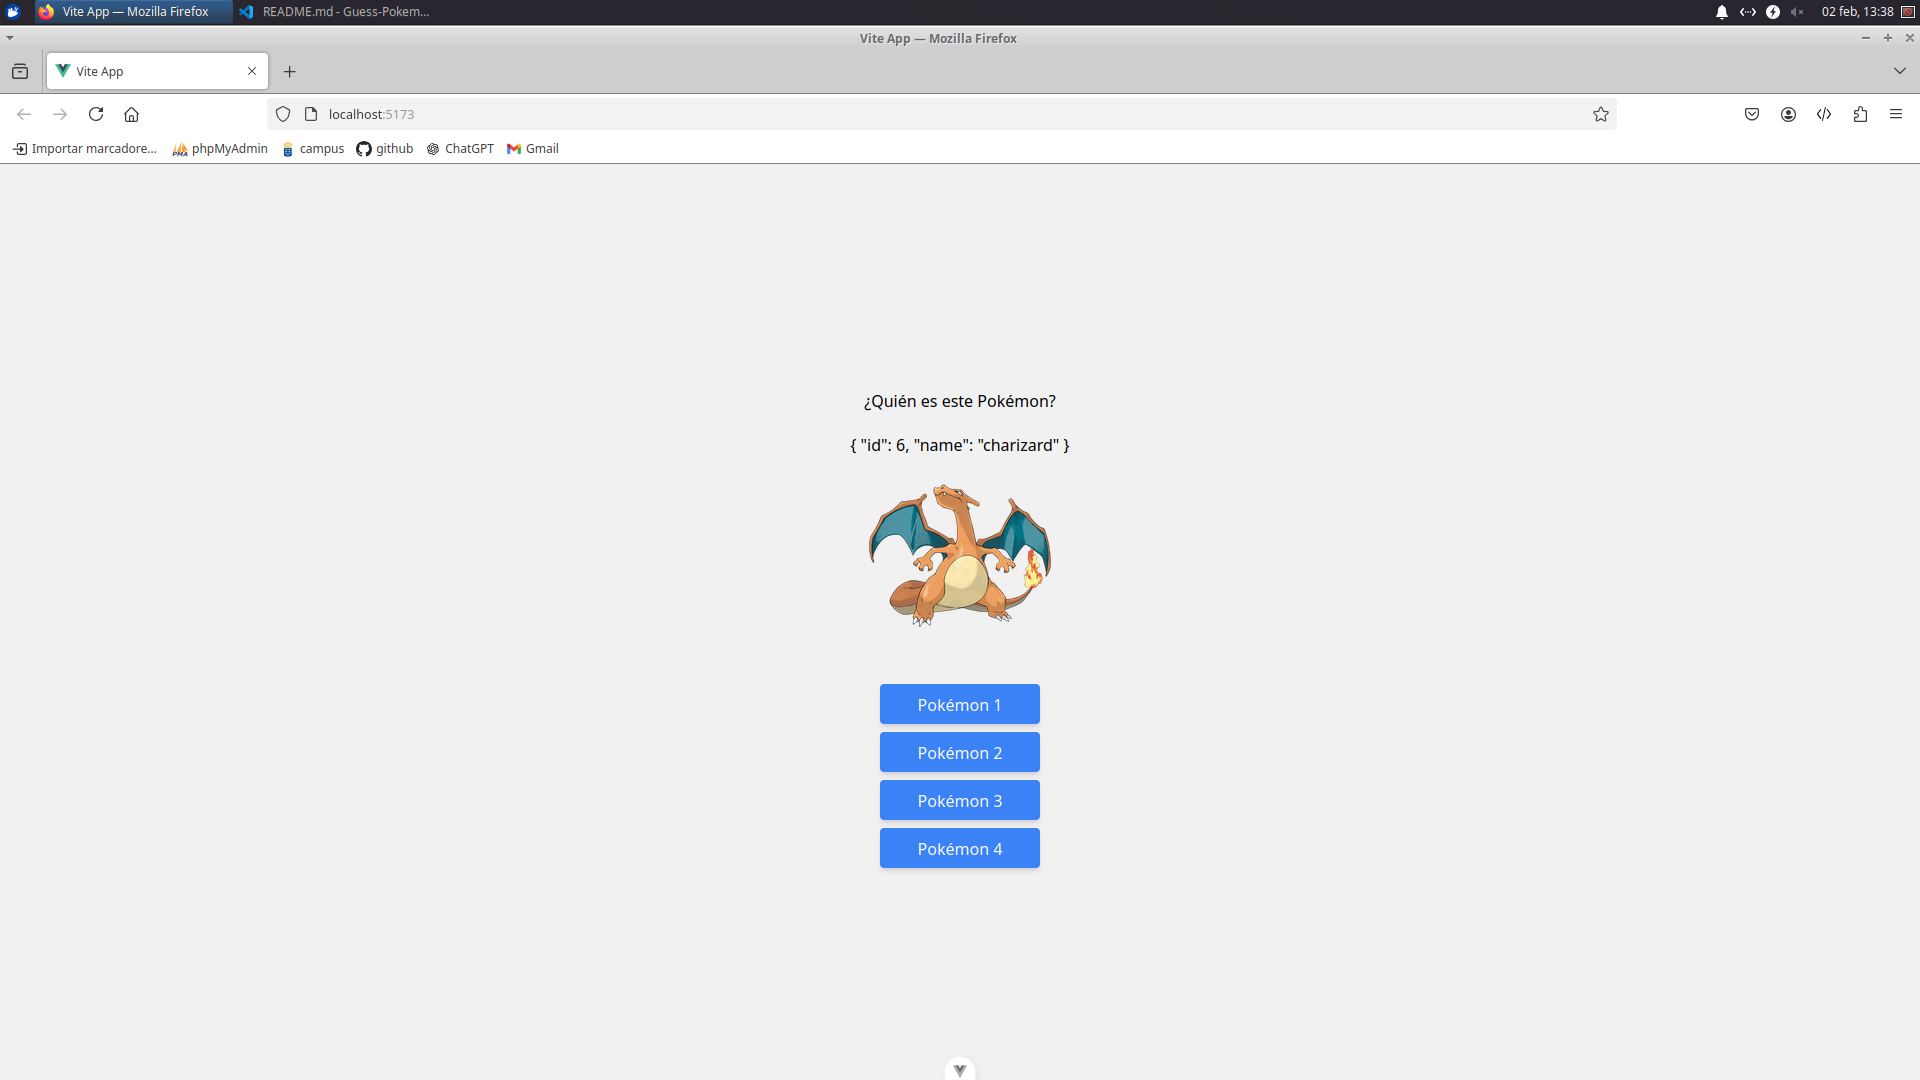 Vite App — Mozilla Firefox
README.md - Guess-Pokem...
02 feb, 13:38
Vite App — Mozilla Firefox
Vite App
localhost:5173
Importar marcadore...
phpMyAdmin
campus
github
ChatGPT
Gmail
¿Quién es este Pokémon?
{ "id": 6, "name": "charizard" }
Pokémon 1
Pokémon 2
Pokémon 3
Pokémon 4